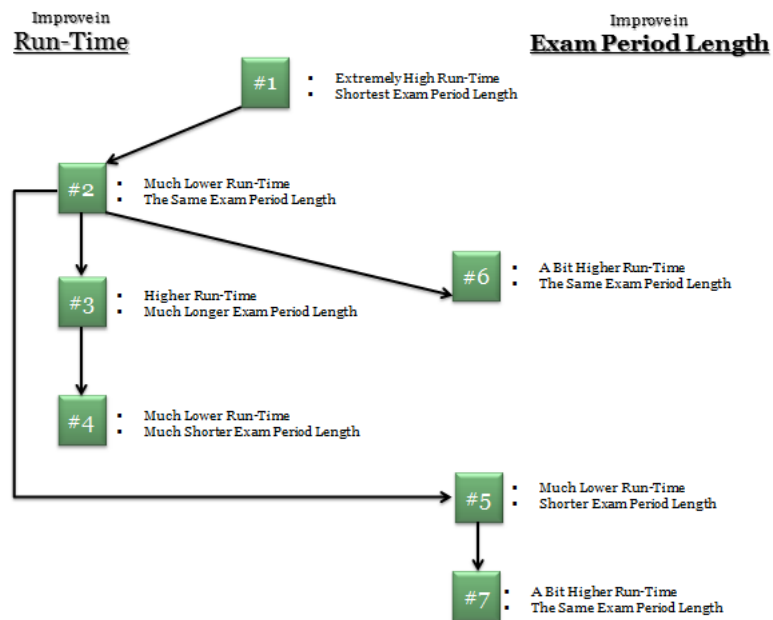 Improve in
Run-Time
Improve in
Exam Period Length
#1
▪ Extremely High Run-Time
▪ Shortest Exam Period Length
#2
▪ Much Lower Run-Time
▪ The Same Exam Period Length
#6
▪ A Bit Higher Run-Time
▪ The Same Exam Period Length
#3
▪ Higher Run-Time
▪ Much Longer Exam Period Length
#4
▪ Much Lower Run-Time
▪ Much Shorter Exam Period Length
#5
▪ Much Lower Run-Time
▪ Shorter Exam Period Length
#7
▪ A Bit Higher Run-Time
▪ The Same Exam Period Length